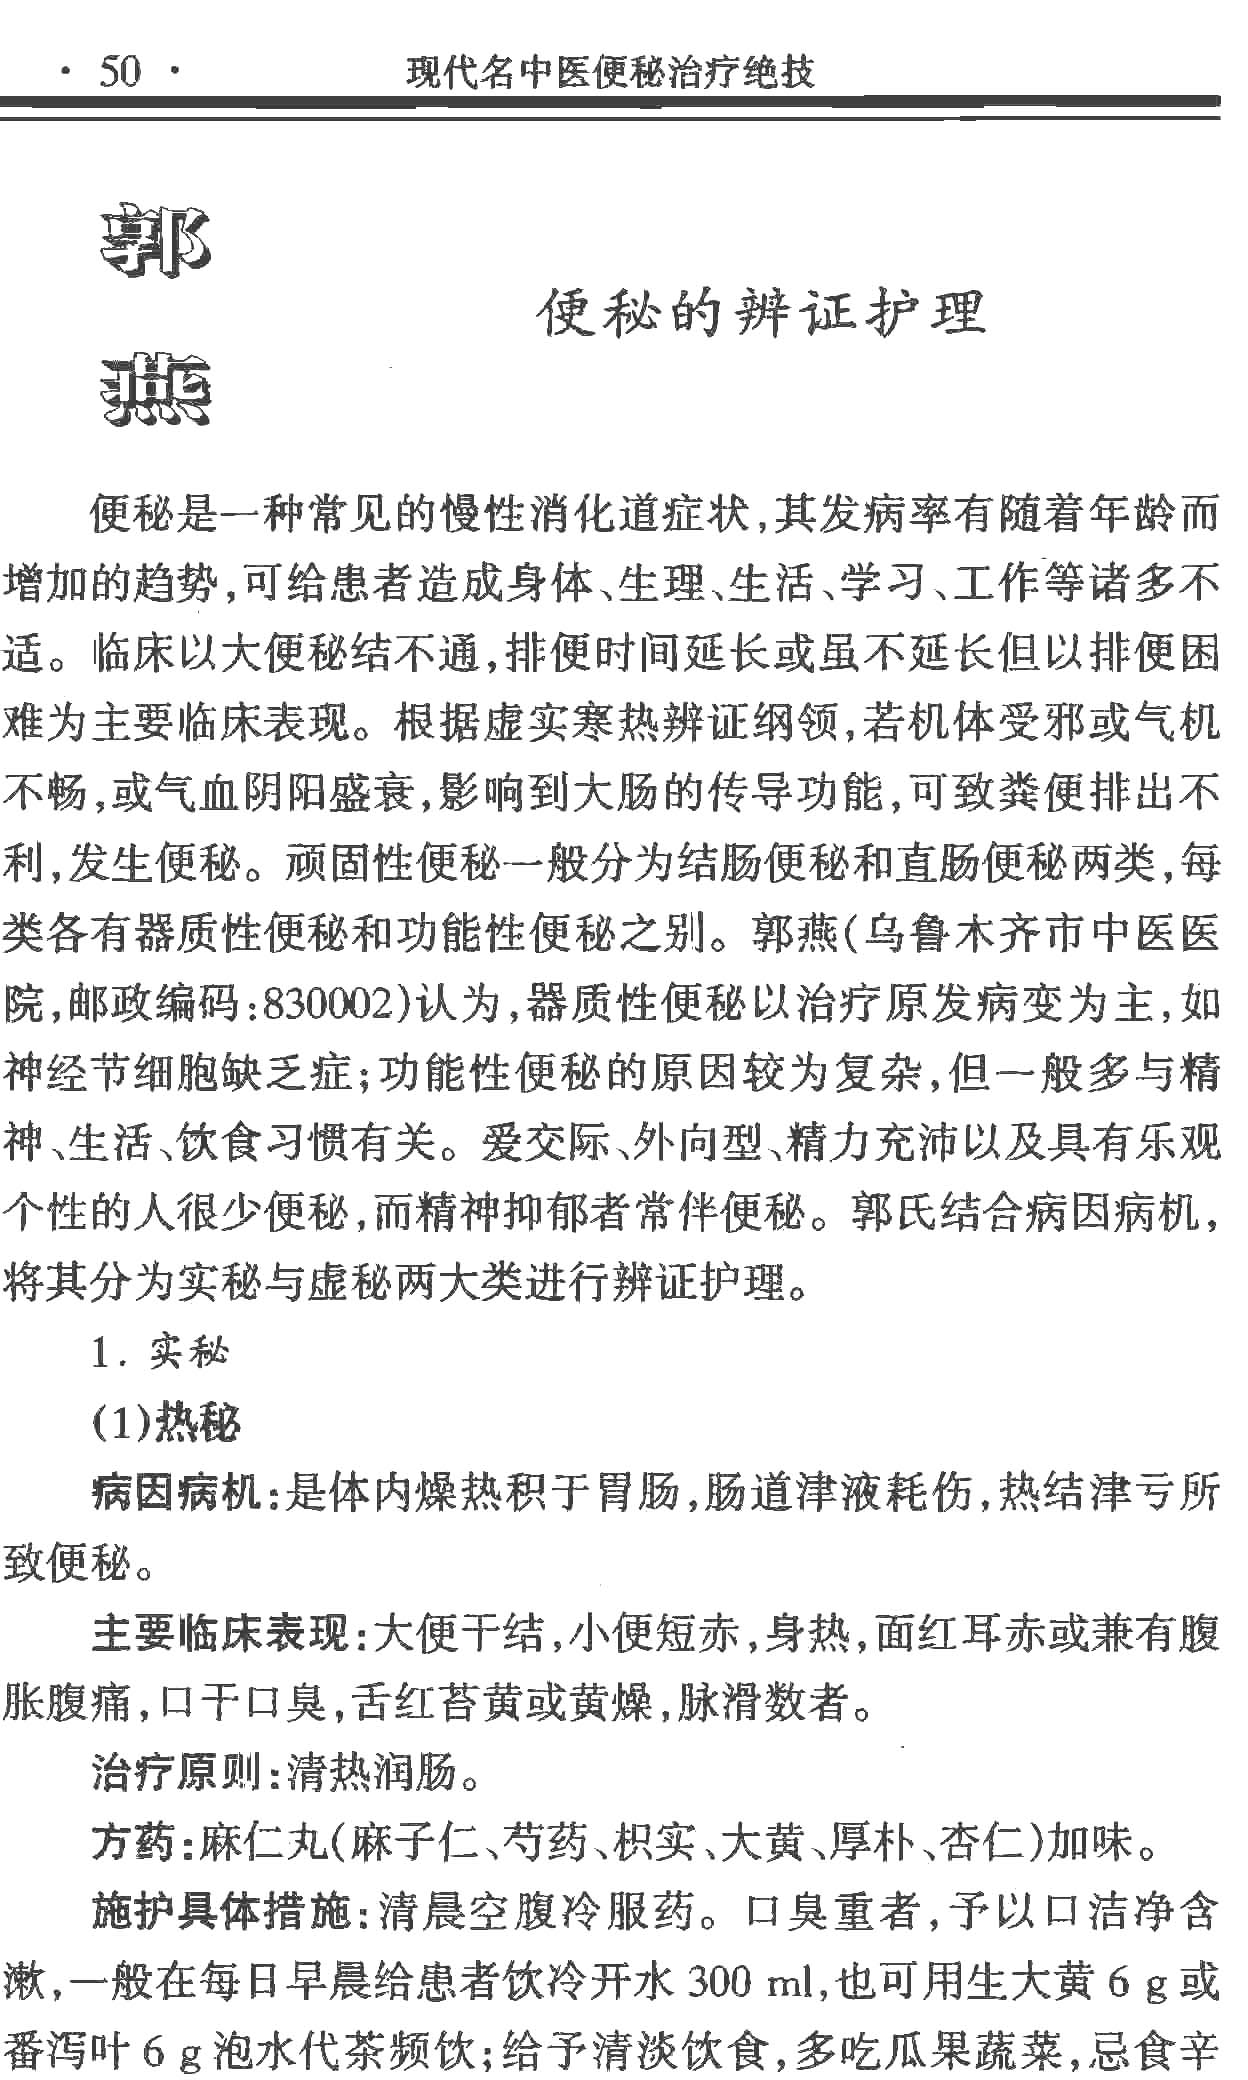 · 50 ·
现代名中医便秘治疗绝技
郭
燕
便秘的辨证护理
便秘是一种常见的慢性消化道症状,其发病率有随着年龄而
增加的趋势,可给患者造成身体、生理、生活、学习、工作等诸多不
适。临床以大便秘结不通,排便时间延长或虽不延长但以排便困
难为主要临床表现。根据虚实寒热辨证纲领,若机体受邪或气机
不畅,或气血阴阳盛衰,影响到大肠的传导功能,可致粪便排出不
利,发生便秘。顽固性便秘一般分为结肠便秘和直肠便秘两类,每
类各有器质性便秘和功能性便秘之别。郭燕(乌鲁木齐市中医医
院,邮政编码:830002)认为,器质性便秘以治疗原发病变为主,如
神经节细胞缺乏症;功能性便秘的原因较为复杂,但一般多与精
神、生活、饮食习惯有关。爱交际、外向型、精力充沛以及具有乐观
个性的人很少便秘,而精神抑郁者常伴便秘。郭氏结合病因病机,
将其分为实秘与虚秘两大类进行辨证护理。
1. 实秘
(1)热秘
病因病机:是体内燥热积于胃肠,肠道津液耗伤,热结津亏所
致便秘。
主要临床表现:大便干结,小便短赤,身热,面红耳赤或兼有腹
胀腹痛,口干口臭,舌红苔黄或黄燥,脉滑数者。
治疗原则:清热润肠。
方药:麻仁丸(麻子仁、芍药、枳实、大黄、厚朴、杏仁)加味。
施护具体措施:清晨空腹冷服药。口臭重者,予以口洁净含
漱,一般在每日早晨给患者饮冷开水 300 ml,也可用生大黄 6 g 或
番泻叶 6 g 泡水代茶频饮;给予清淡饮食,多吃瓜果蔬菜,忌食辛